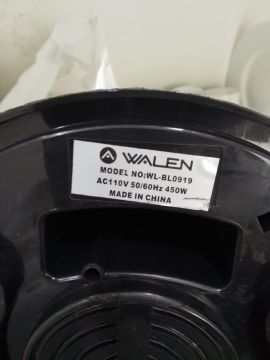 WALEN
MODEL NO:WL-BL0919
AC110V 50/60Hz 450W
MADE IN CHINA